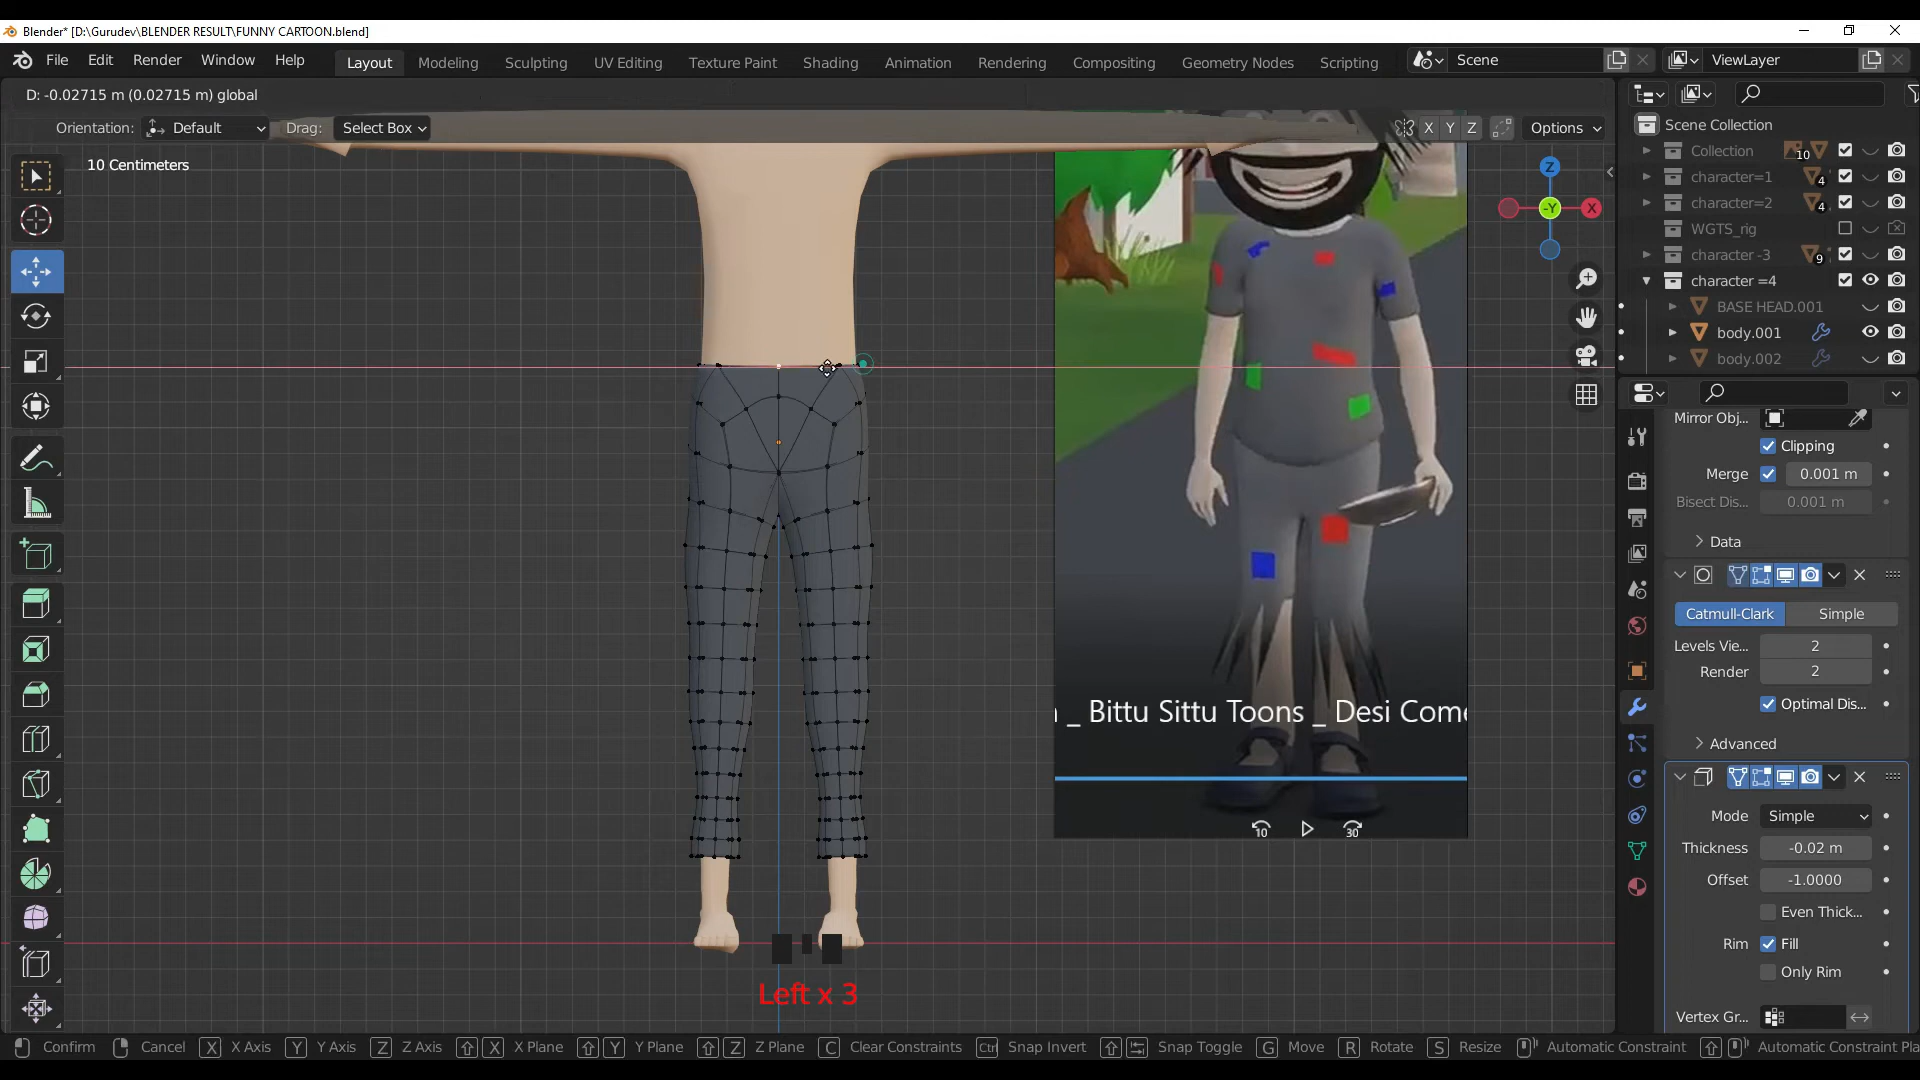 Blender* [D:\Gurudev\BLENDER RESULT\FUNNY CARTOON.blend]
File Edit Render Window Help Layout Modeling Sculpting UV Editing Texture Paint Shading Animation Rendering Compositing Geometry Nodes Scripting Scene ViewLayer
D: -0.02715 m (0.02715 m) global
Orientation: Default Drag: Select Box X Y Z Options
10 Centimeters
Z
-Y X
Scene Collection
Collection 10
character=1 4
character=2 4
WGTS_rig
character -3 9
character =4
BASE HEAD.001
body.001
body.002
Mirror Obj...
Clipping
Merge 0.001 m
Bisect Dis... 0.001 m
Data
Catmull-Clark Simple
Levels Vie... 2
Render 2
Optimal Dis...
Advanced
Mode Simple
Thickness -0.02 m
Offset -1.0000
Even Thick...
Rim Fill
Only Rim
Vertex Gr...
_ Bittu Sittu Toons _ Desi Come
10 30
Left x 3
Confirm Cancel X X Axis Y Y Axis Z Z Axis X X Plane Y Y Plane Z Z Plane C Clear Constraints Ctrl Snap Invert Snap Toggle G Move R Rotate S Resize Automatic Constraint Automatic Constraint Pla